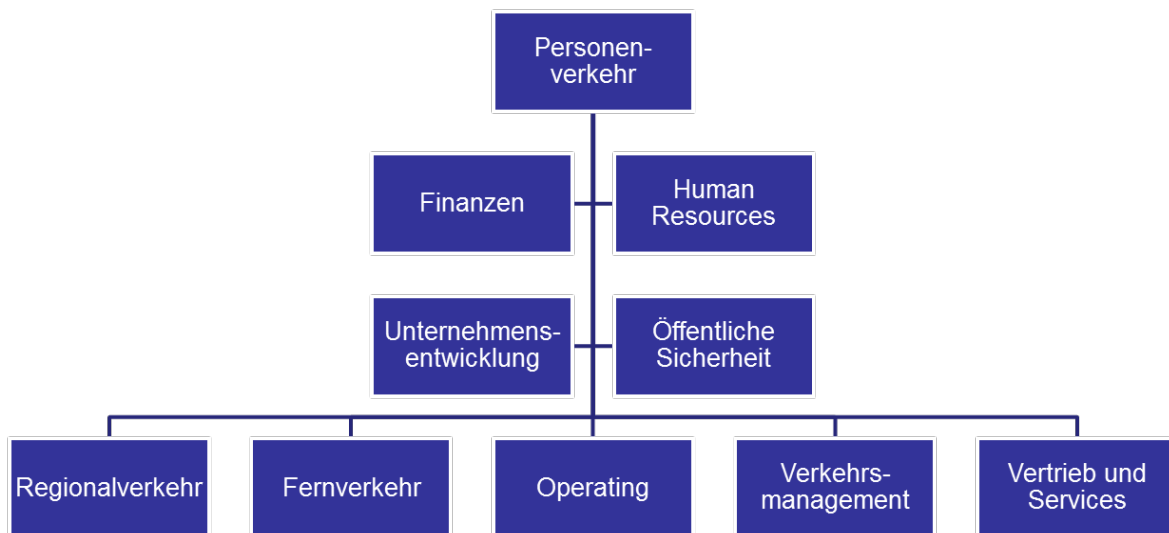 Personen-
verkehr
Finanzen
Human
Resources
Unternehmens-
entwicklung
Öffentliche
Sicherheit
Regionalverkehr
Fernverkehr
Operating
Verkehrs-
management
Vertrieb und
Services